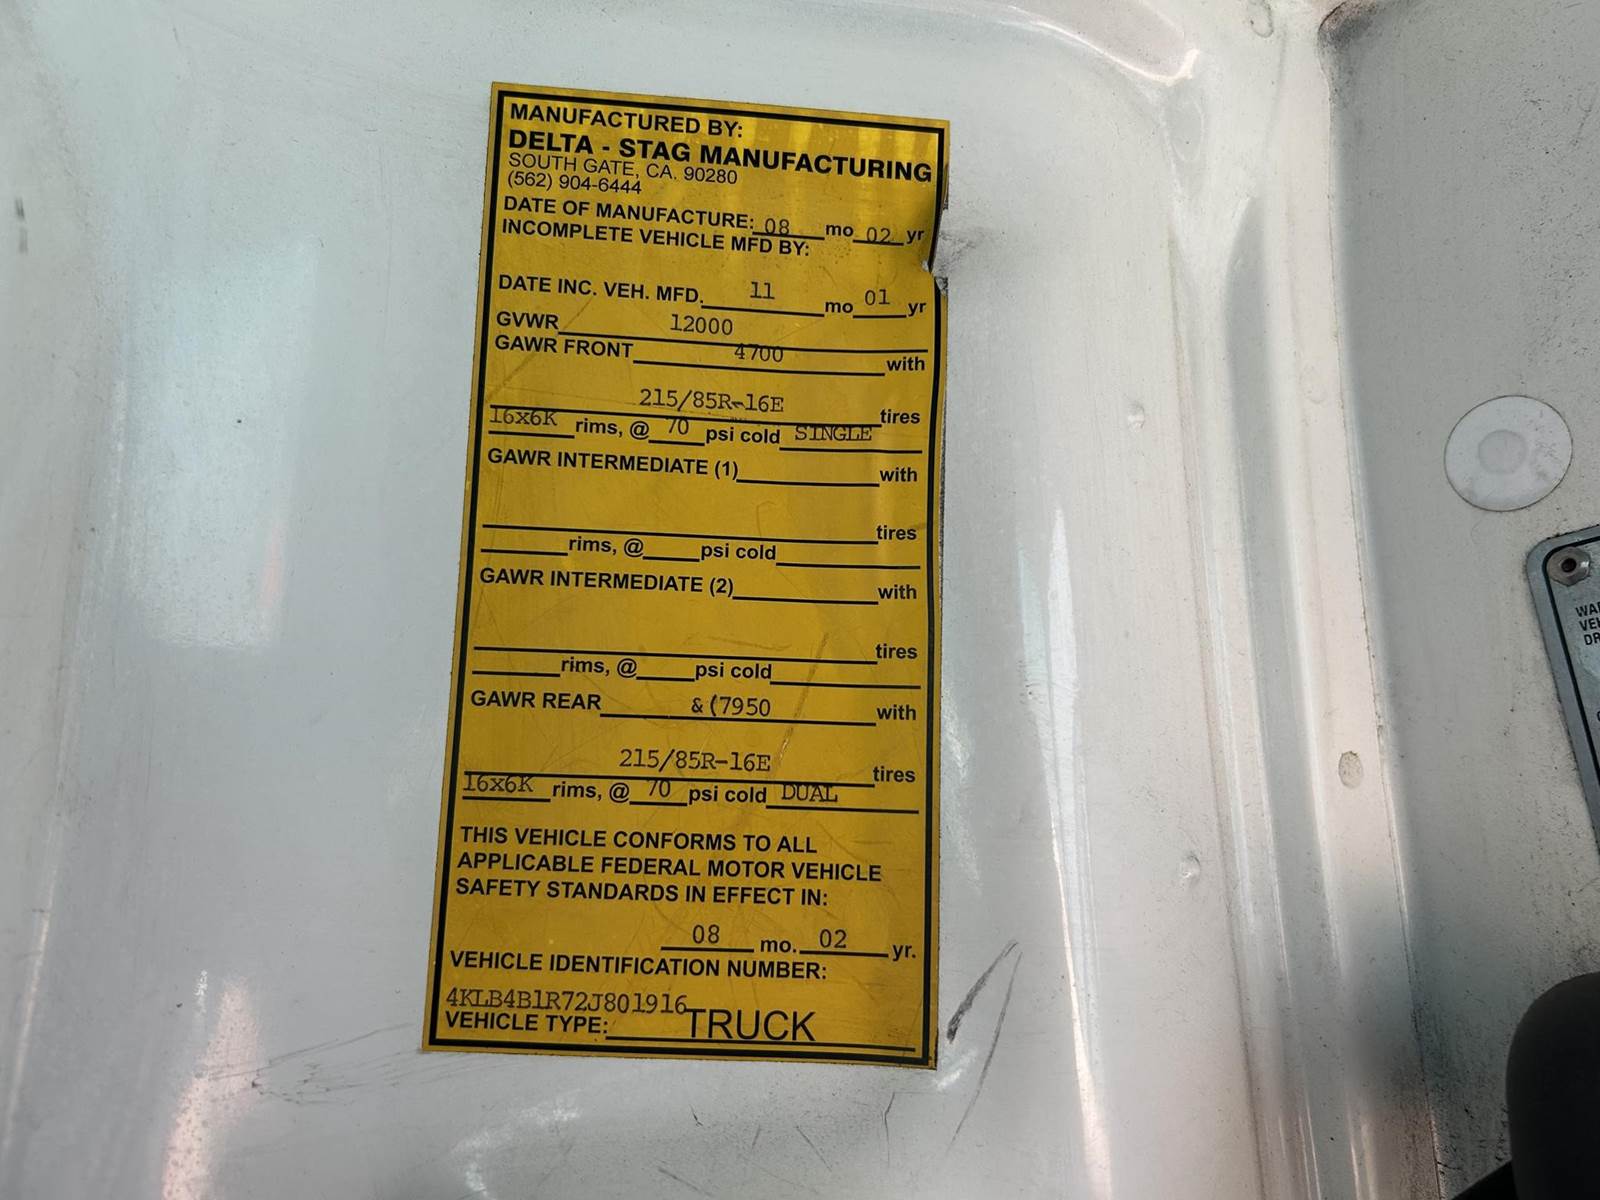 MANUFACTURED BY:
DELTA - STAG MANUFACTURING
SOUTH GATE, CA. 90280
(562) 904-6444
DATE OF MANUFACTURE: 08 mo 02 yr
INCOMPLETE VEHICLE MFD BY:
DATE INC. VEH. MFD. 11 mo 01 yr
GVWR 12000
GAWR FRONT 4700 with
215/85R-16E tires
16x6K rims, @ 70 psi cold SINGLE
GAWR INTERMEDIATE (1) with
tires
rims, @ psi cold
GAWR INTERMEDIATE (2) with
tires
rims, @ psi cold
GAWR REAR &(7950 with
215/85R-16E tires
16x6K rims, @ 70 psi cold DUAL
THIS VEHICLE CONFORMS TO ALL
APPLICABLE FEDERAL MOTOR VEHICLE
SAFETY STANDARDS IN EFFECT IN:
08 mo. 02 yr.
VEHICLE IDENTIFICATION NUMBER:
4KLB4B1R72J801916
VEHICLE TYPE: TRUCK